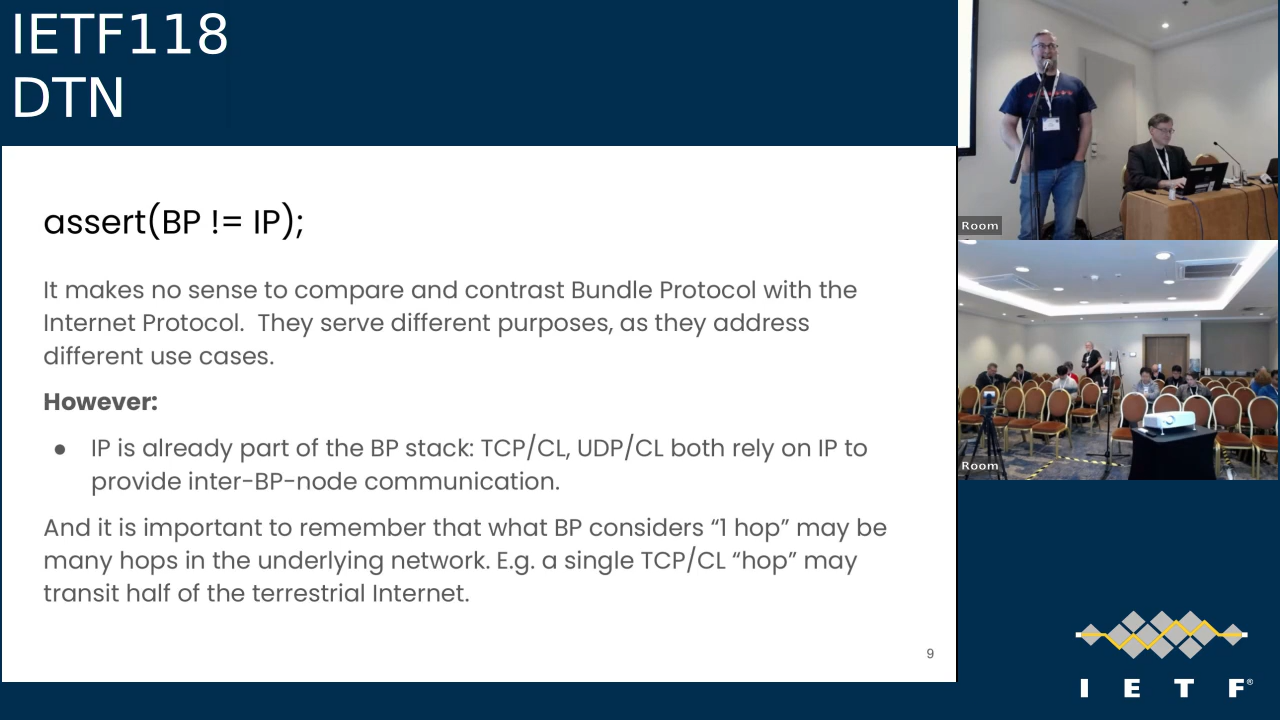 IETF118
DTN
assert(BP != IP);
It makes no sense to compare and contrast Bundle Protocol with the
Internet Protocol.  They serve different purposes, as they address
different use cases.
However:
● IP is already part of the BP stack: TCP/CL, UDP/CL both rely on IP to
provide inter-BP-node communication.
And it is important to remember that what BP considers “1 hop” may be
many hops in the underlying network. E.g. a single TCP/CL “hop” may
transit half of the terrestrial Internet.
9
Room
Room
I E T F®